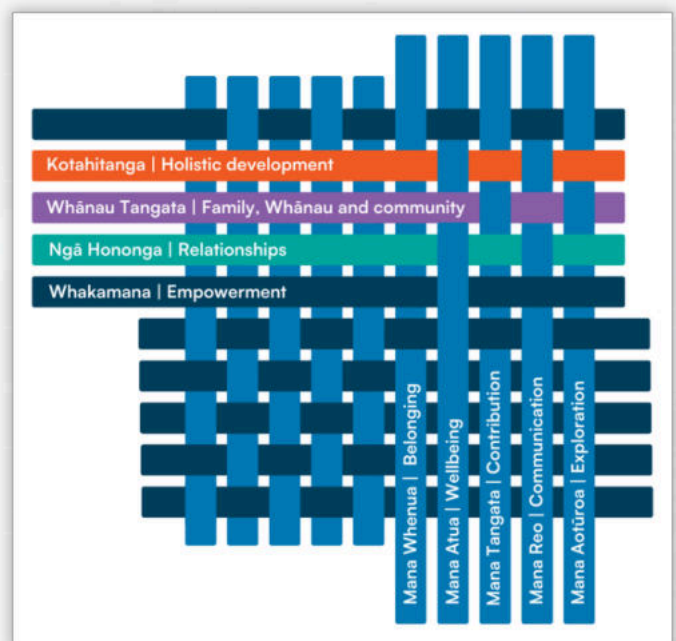 Kotahitanga | Holistic development
Whānau Tangata | Family, Whānau and community
Ngā Hononga | Relationships
Whakamana | Empowerment
Mana Whenua | Belonging
Mana Atua | Wellbeing
Mana Tangata | Contribution
Mana Reo | Communication
Mana Aotūroa | Exploration